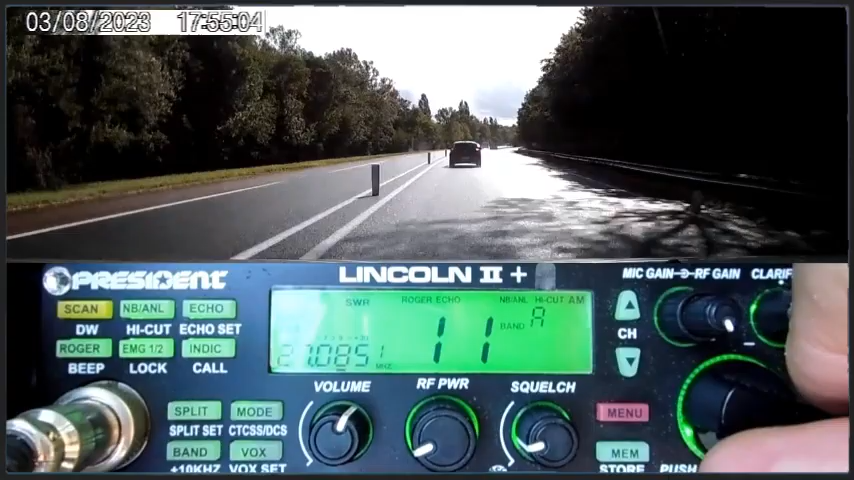 03/08/2023 17:55:04
PRESIDENT LINCOLN II + MIC GAIN RF GAIN CLARIF
SCAN NB/ANL ECHO
DW HI-CUT ECHO SET
ROGER EMG 1/2 INDIC
BEEP LOCK CALL
SWR ROGER ECHO NB/ANL HI-CUT AM
11 BAND A
27.0851 MHZ
CH
VOLUME RF PWR SQUELCH
SPLIT MODE
SPLIT SET CTCSS/DCS
BAND VOX
+10KHZ VOX SET
MENU
MEM
STORE PUSH